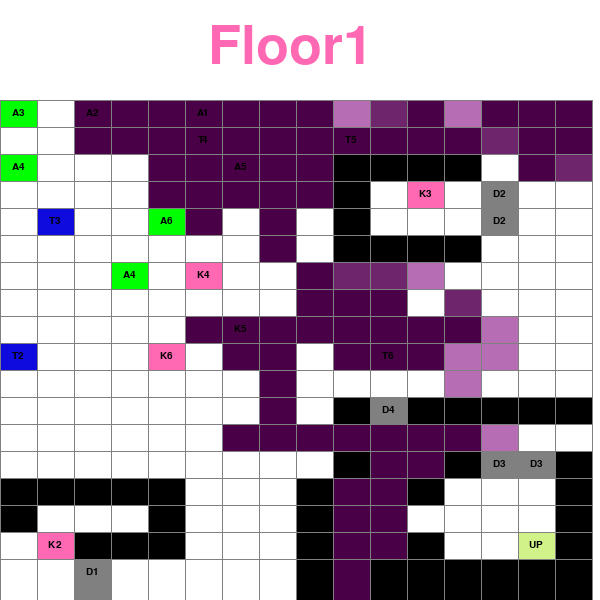 Floor1
A3 A2 A1
T4 T5
A4 A5
K3 D2
T3 A6 D2
A4 K4
K5
T2 K6 T6
D4
D3 D3
K2 UP
D1